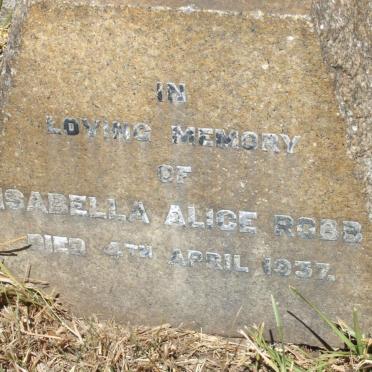 IN
LOVING MEMORY
OF
ISABELLA ALICE ROBB
DIED 4TH APRIL 1937.